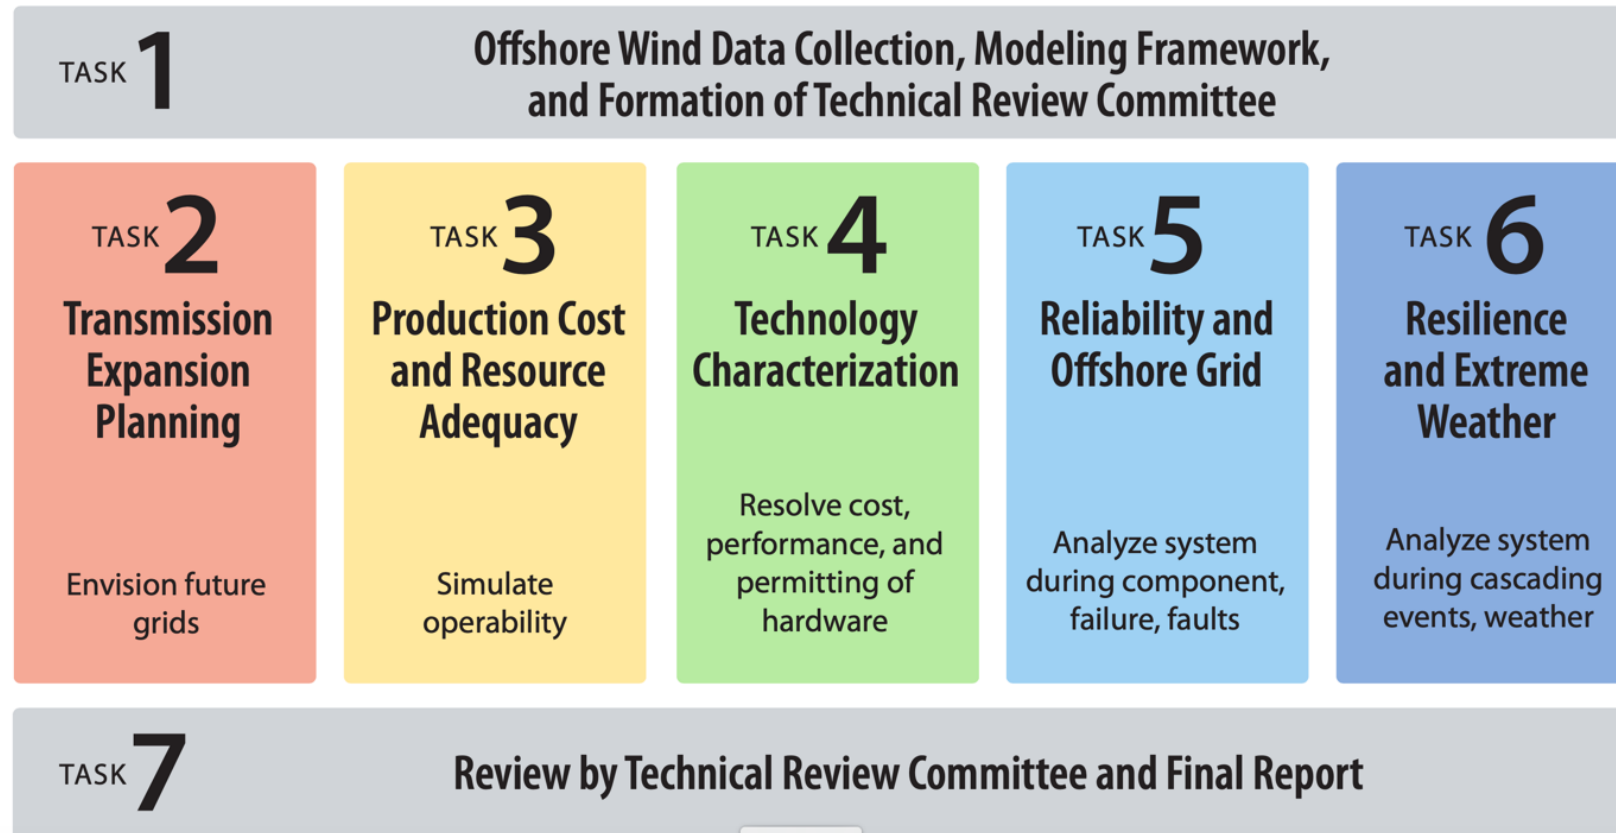 TASK 1
Offshore Wind Data Collection, Modeling Framework,
and Formation of Technical Review Committee
TASK 2
Transmission
Expansion
Planning
Envision future
grids
TASK 3
Production Cost
and Resource
Adequacy
Simulate
operability
TASK 4
Technology
Characterization
Resolve cost,
performance, and
permitting of
hardware
TASK 5
Reliability and
Offshore Grid
Analyze system
during component,
failure, faults
TASK 6
Resilience
and Extreme
Weather
Analyze system
during cascading
events, weather
TASK 7
Review by Technical Review Committee and Final Report